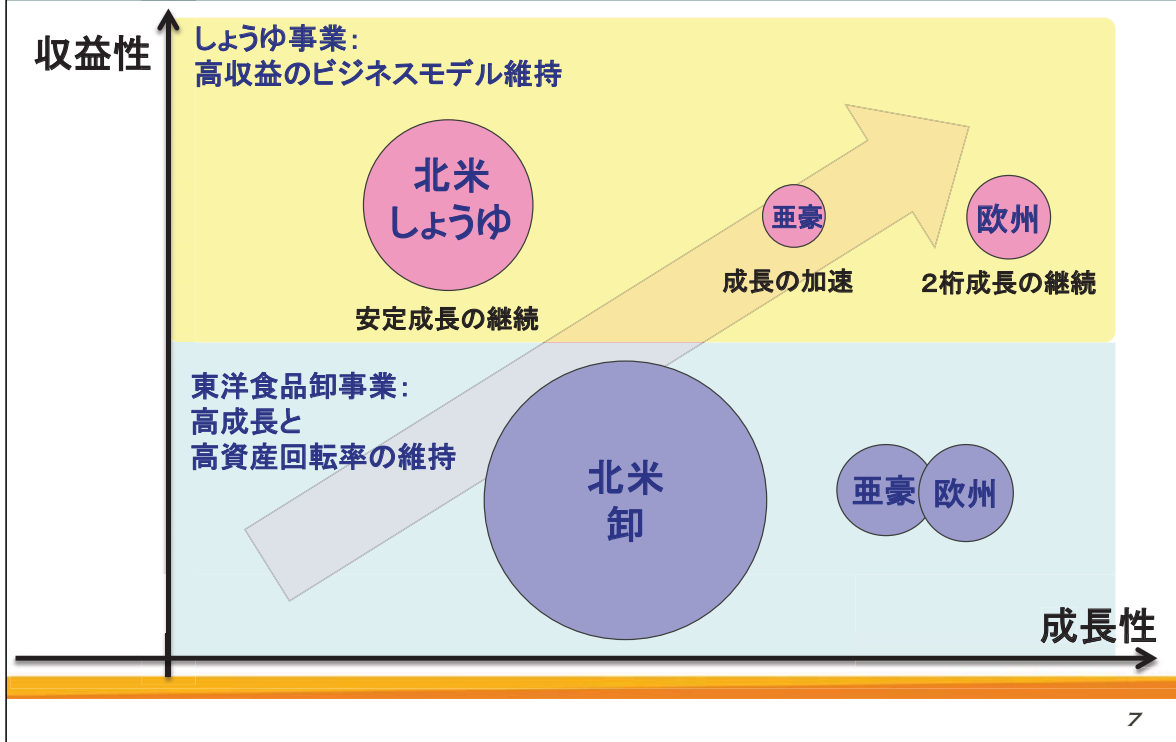 収益性
しょうゆ事業：
高収益のビジネスモデル維持
北米
しょうゆ
安定成長の継続
亜豪
成長の加速
欧州
２桁成長の継続
東洋食品卸事業：
高成長と
高資産回転率の維持
北米
卸
亜豪
欧州
成長性
7